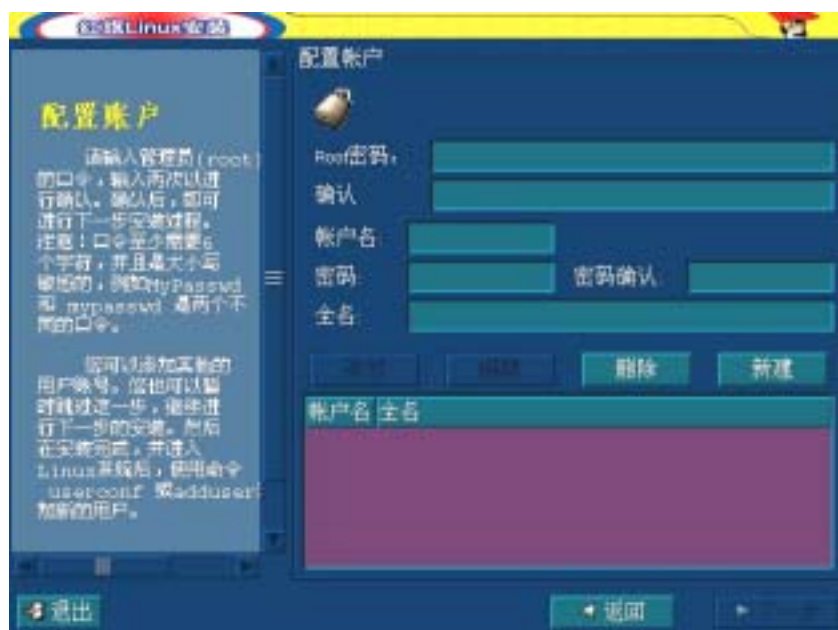 红旗Linux安装
配置账户
请输入管理员(root)
的口令，输入两次以进
行确认。确认后，即可
进行下一步安装过程。
注意：口令至少需要6
个字符，并且是大小写
敏感的，例如MyPasswd
和 mypasswd 是两个不
同的口令。
您可以添加其他的
用户账号。您也可以暂
时跳过这一步，继续进
行下一步的安装。然后
在安装完成，并进入
Linux系统后，使用命令
userconf 或adduser
加新的用户。
配置帐户
Root密码：
确认
帐户名
密码
密码确认
全名
删除
新建
帐户名 全名
退出
返回